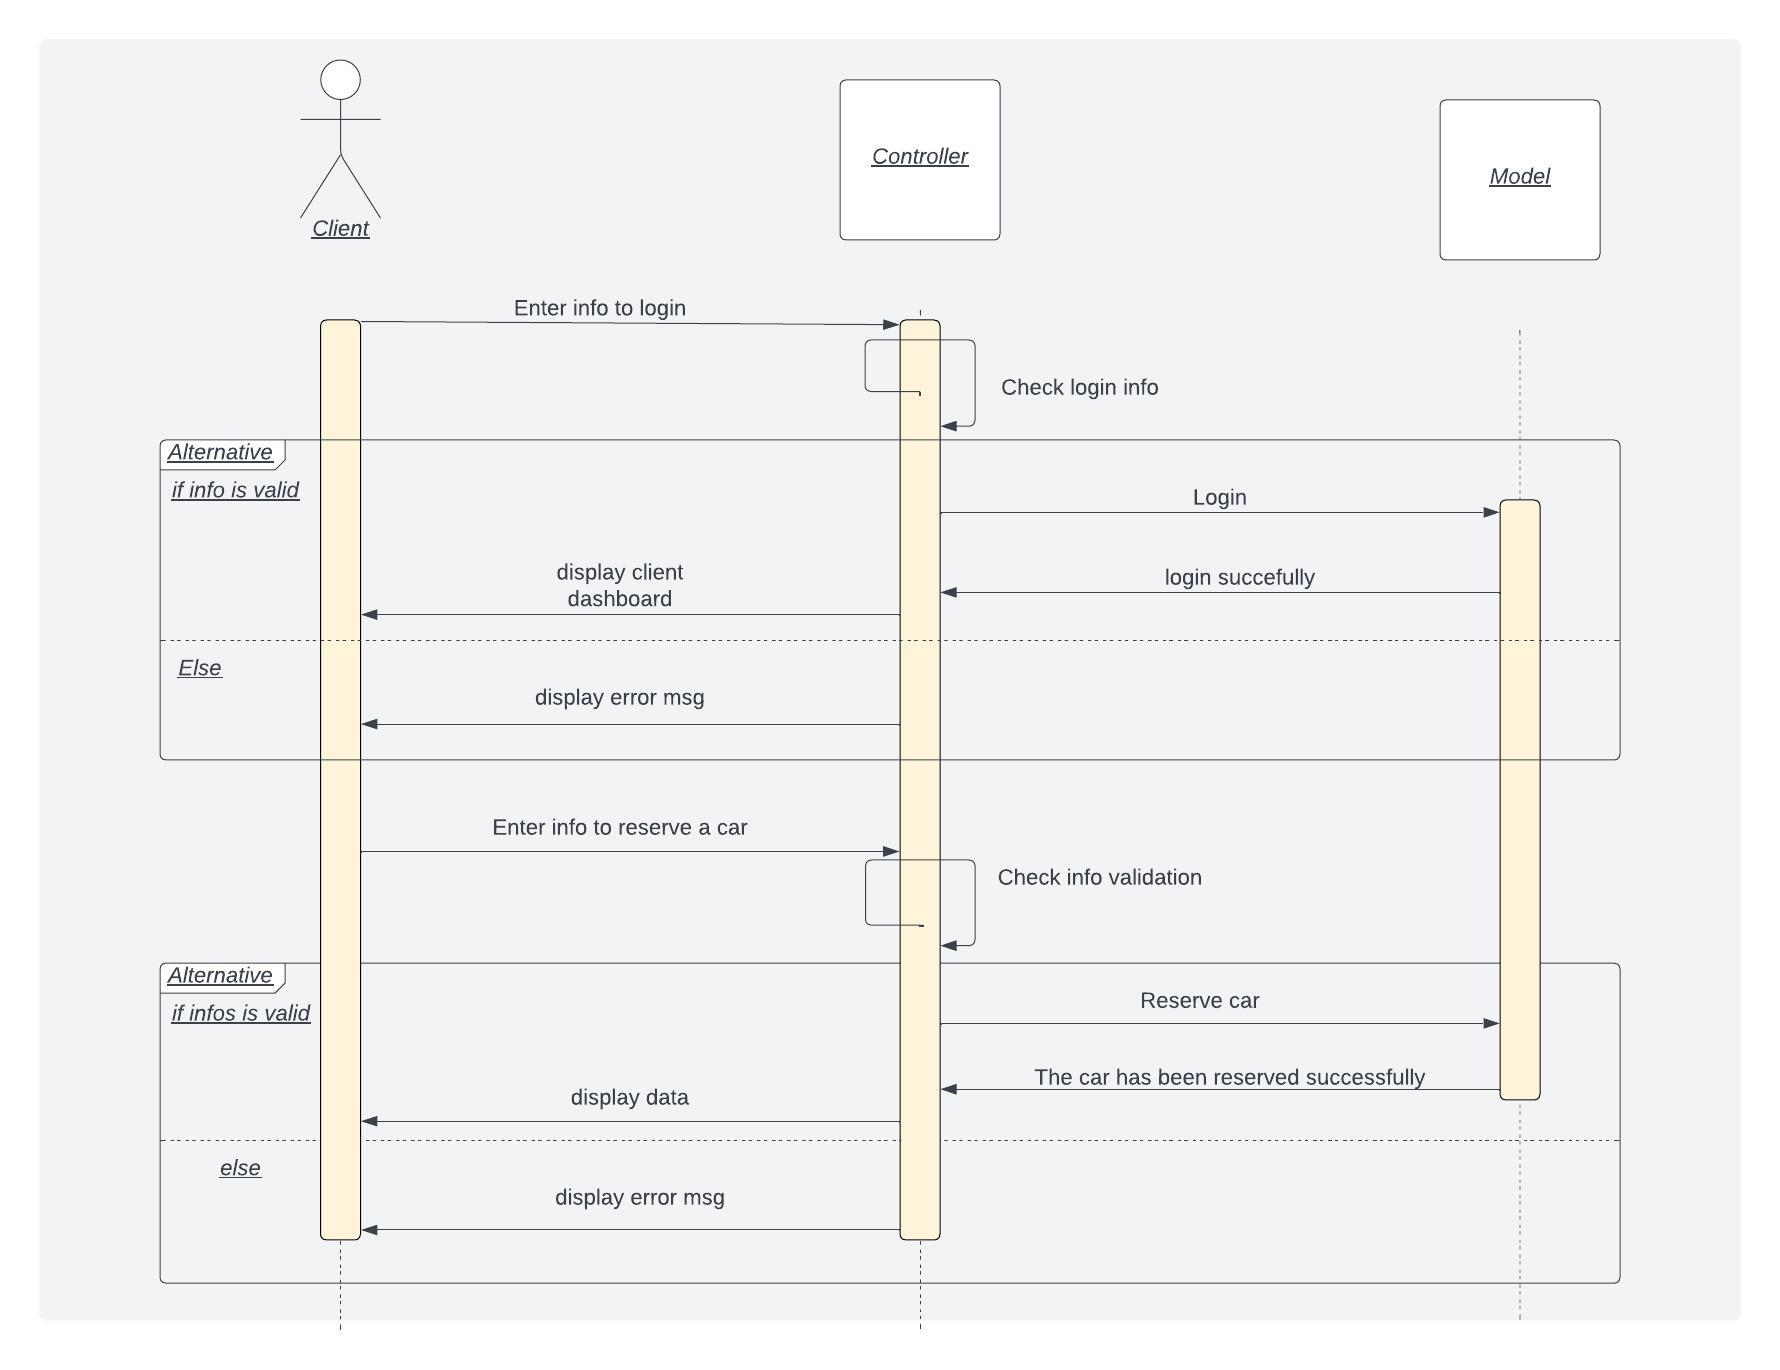 Client
Controller
Model
Enter info to login
Check login info
Alternative
if info is valid
Login
display client
dashboard
login succefully
Else
display error msg
Enter info to reserve a car
Check info validation
Alternative
if infos is valid
Reserve car
The car has been reserved successfully
display data
else
display error msg